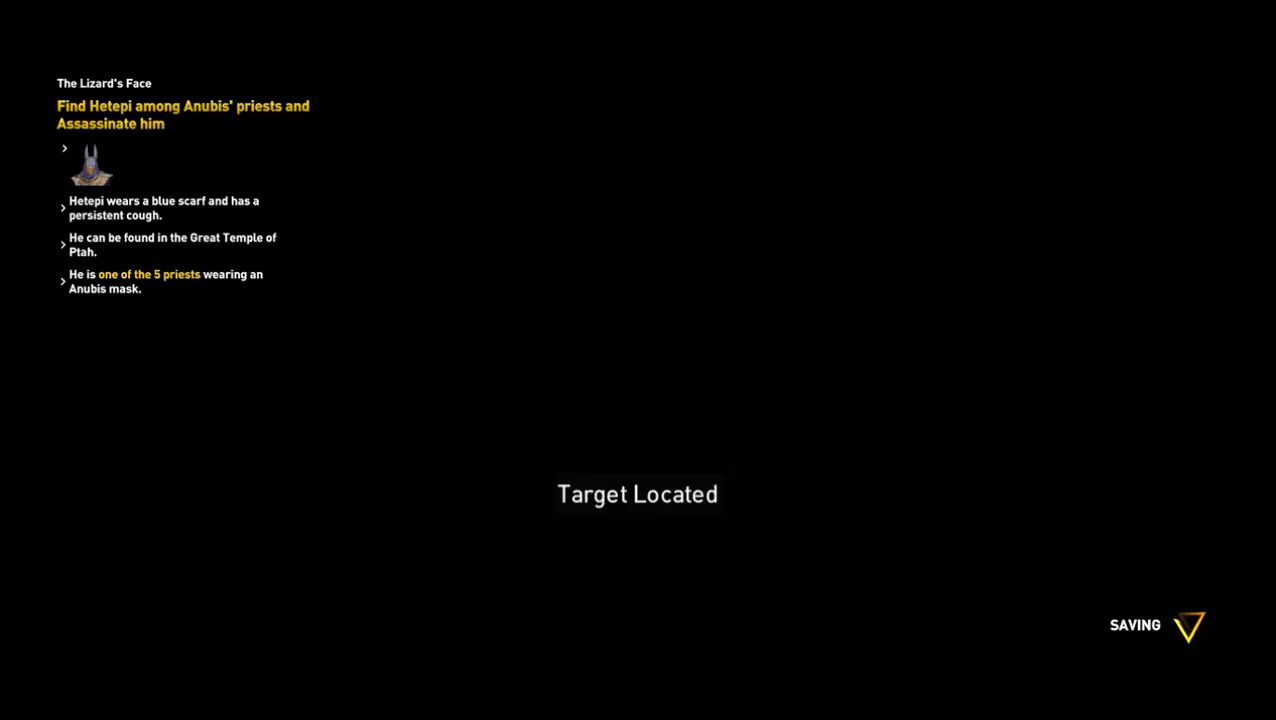 The Lizard's Face
Find Hetepi among Anubis' priests and
Assassinate him
Hetepi wears a blue scarf and has a
persistent cough.
He can be found in the Great Temple of
Ptah.
He is one of the 5 priests wearing an
Anubis mask.
Target Located
SAVING